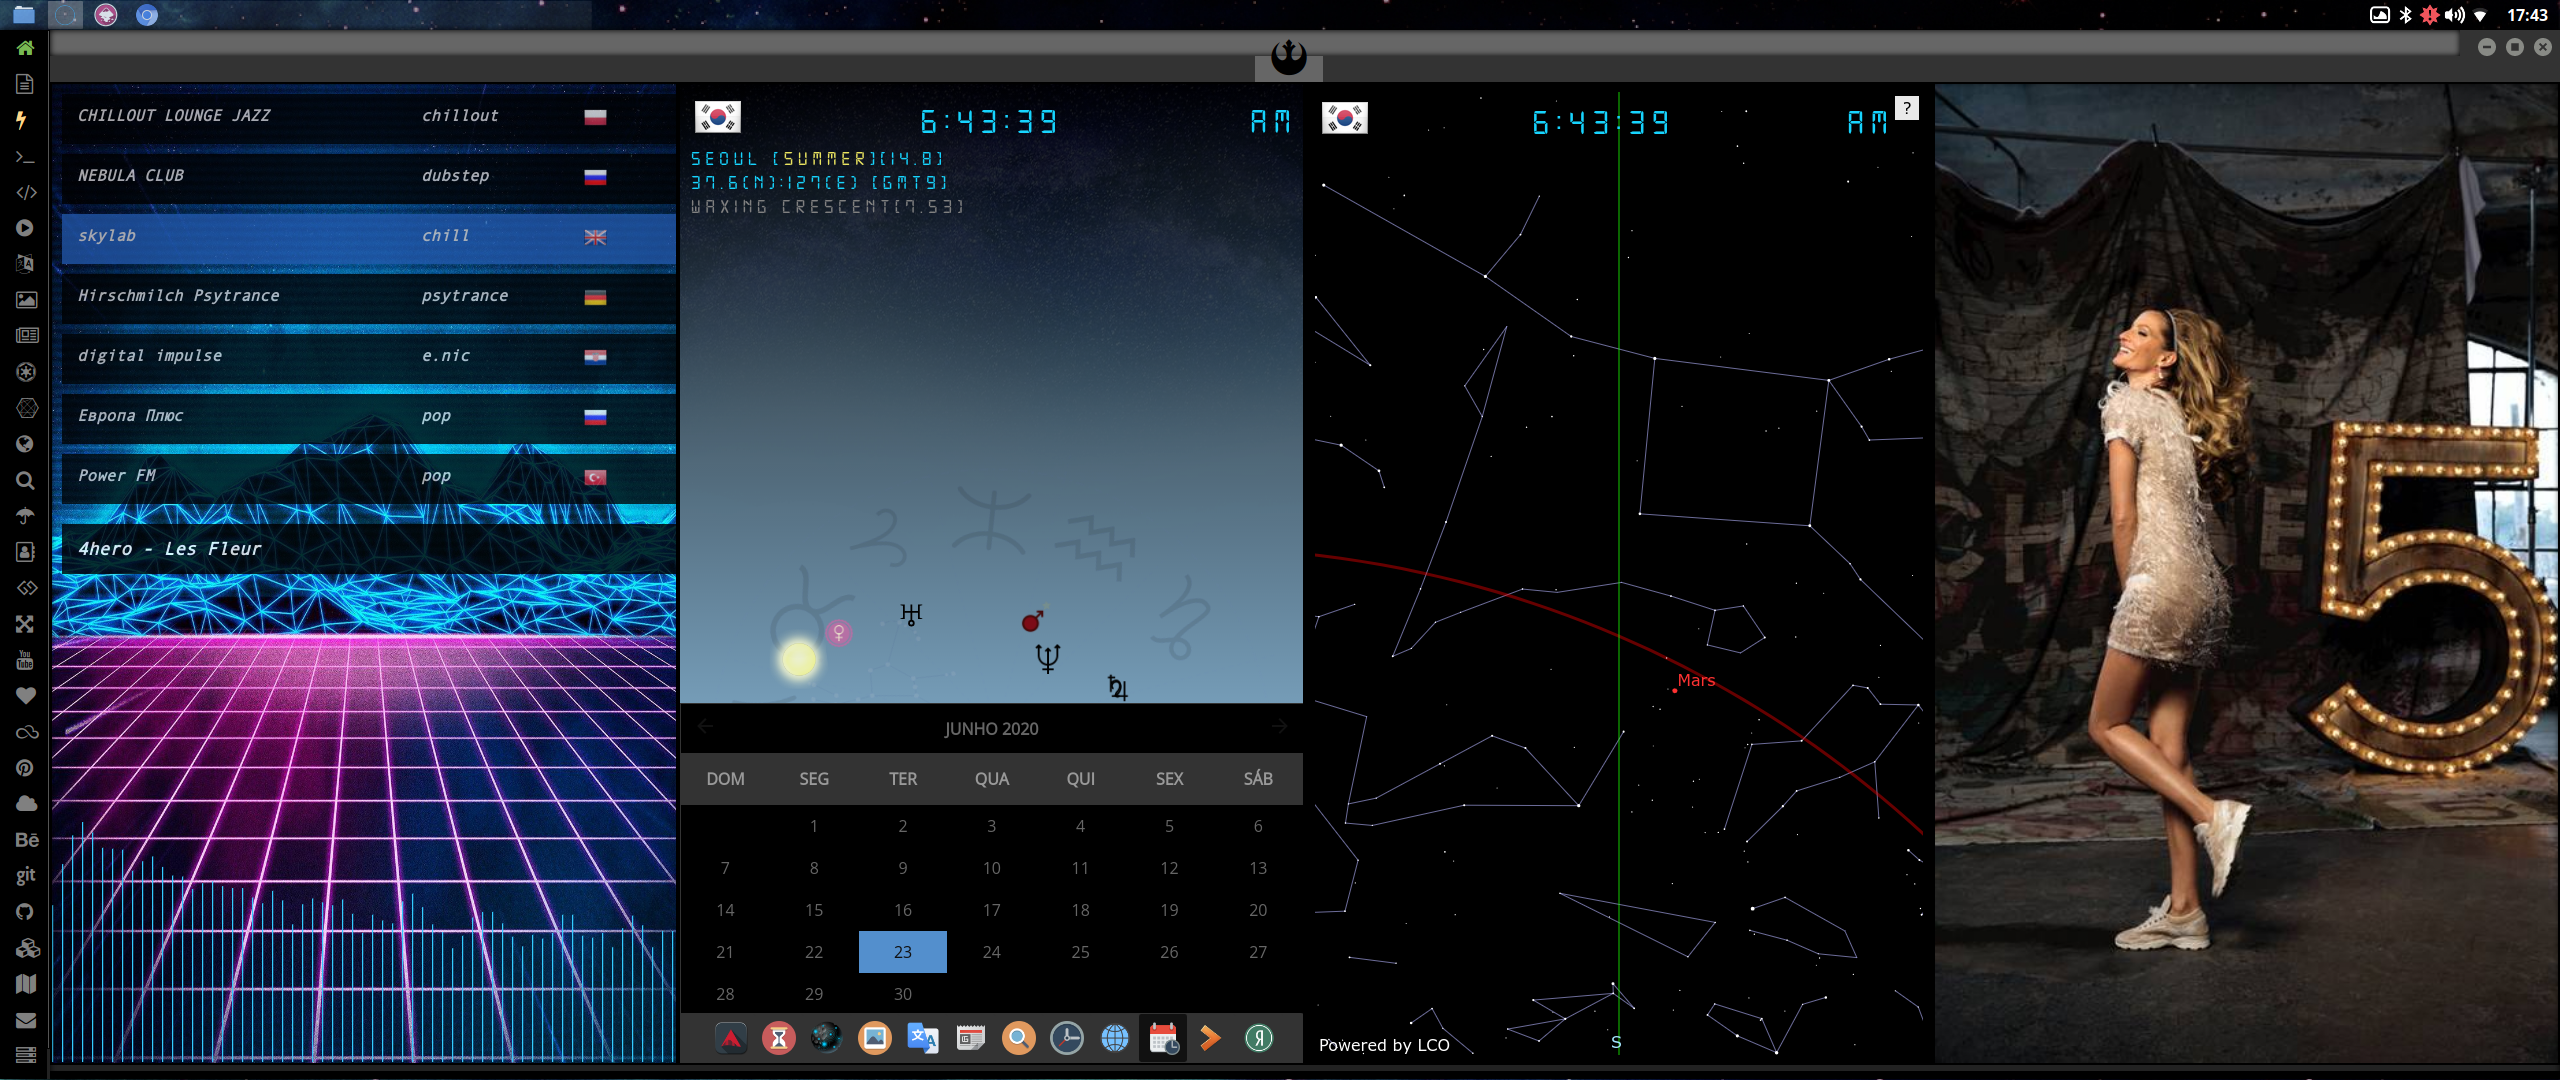 17:43
CHILLOUT LOUNGE JAZZ chillout
NEBULA CLUB dubstep
skylab chill
Hirschmilch Psytrance psytrance
digital impulse e.nic
Европа Плюс pop
Power FM pop
4hero - Les Fleur
You
Tube
Bē
git
6:43:39 AM
SEOUL [SUMMER][14.8]
37.6(N):127(E) [GMT9]
WAXING CRESCENT[7.53]
JUNHO 2020
DOM SEG TER QUA QUI SEX SÁB
1 2 3 4 5 6
7 8 9 10 11 12 13
14 15 16 17 18 19 20
21 22 23 24 25 26 27
28 29 30
Я
6:43:39 AM ?
Mars
Powered by LCO S
5